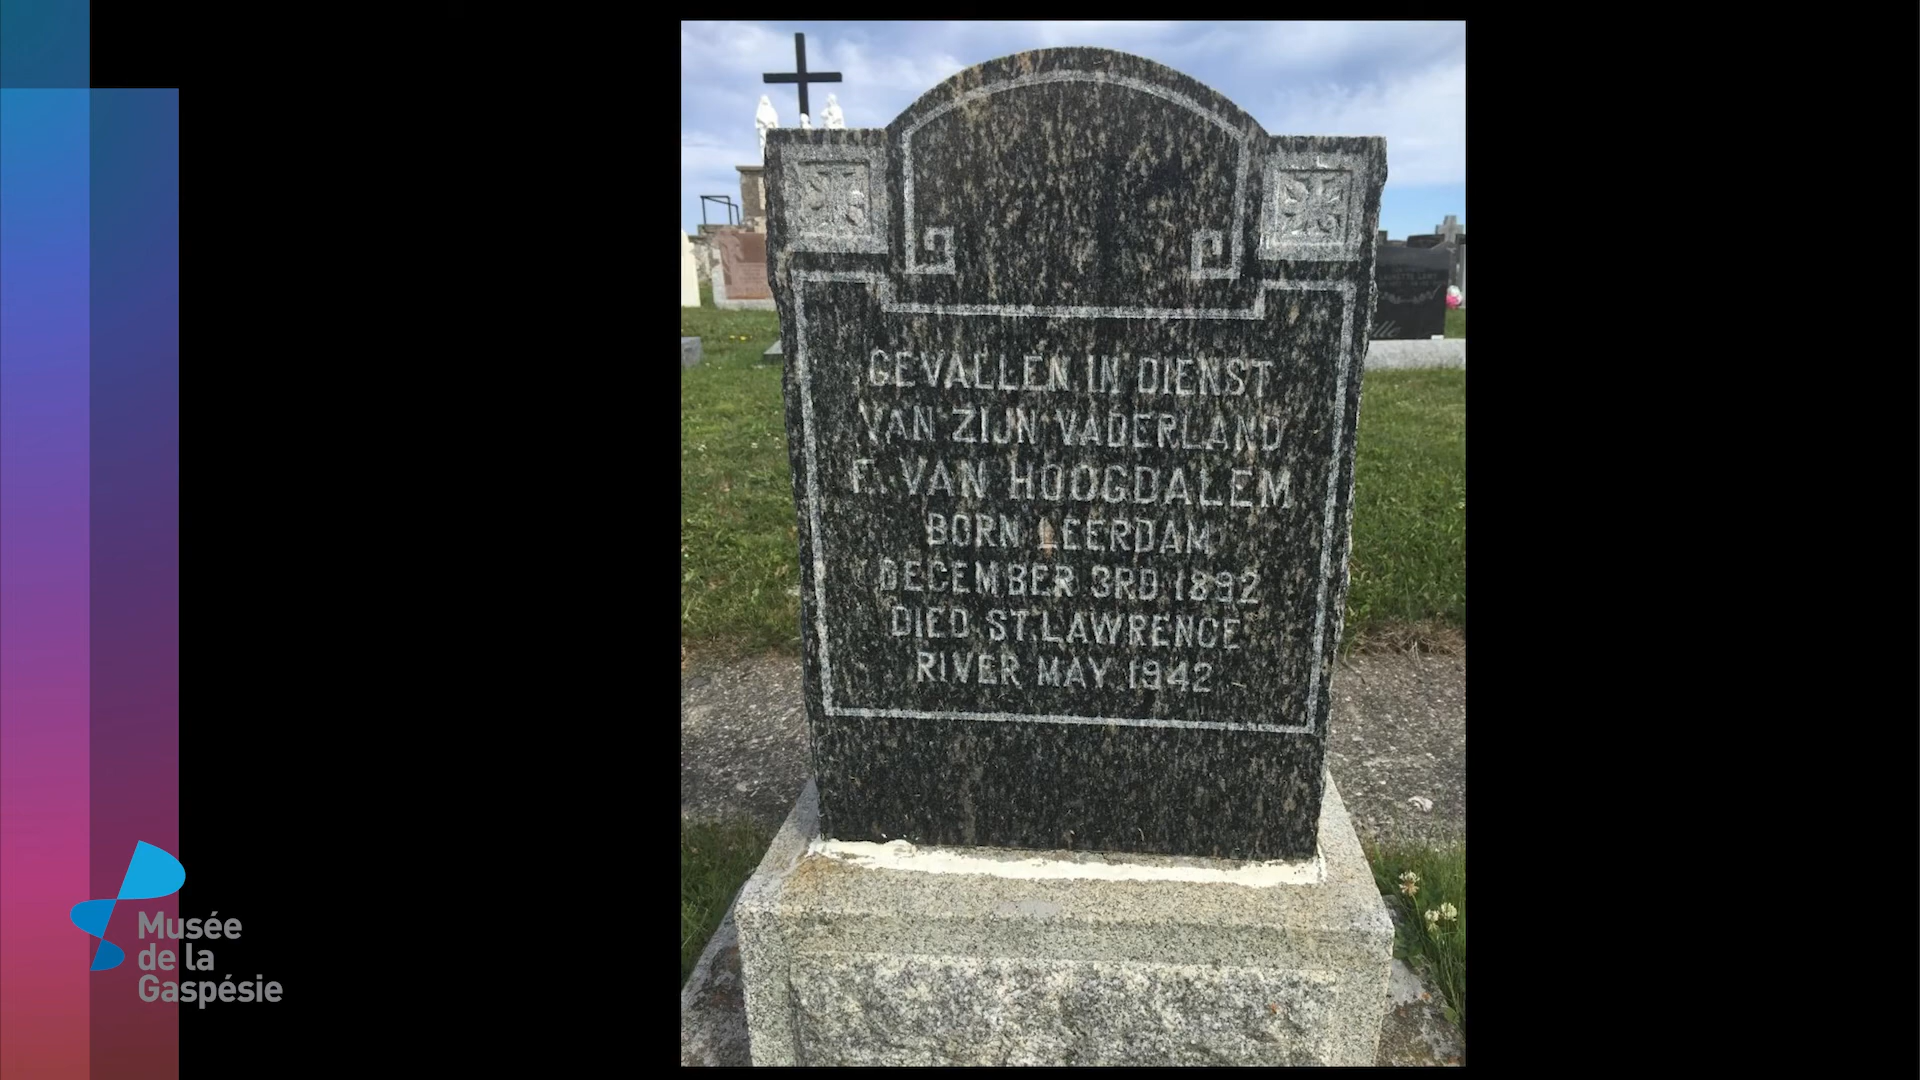 GEVALLEN IN DIENST
VAN ZIJN VADERLAND
F. VAN HOOGDALEM
BORN LEERDAM
DECEMBER 3RD 1892
DIED ST. LAWRENCE
RIVER MAY 1942
Musée
de la
Gaspésie